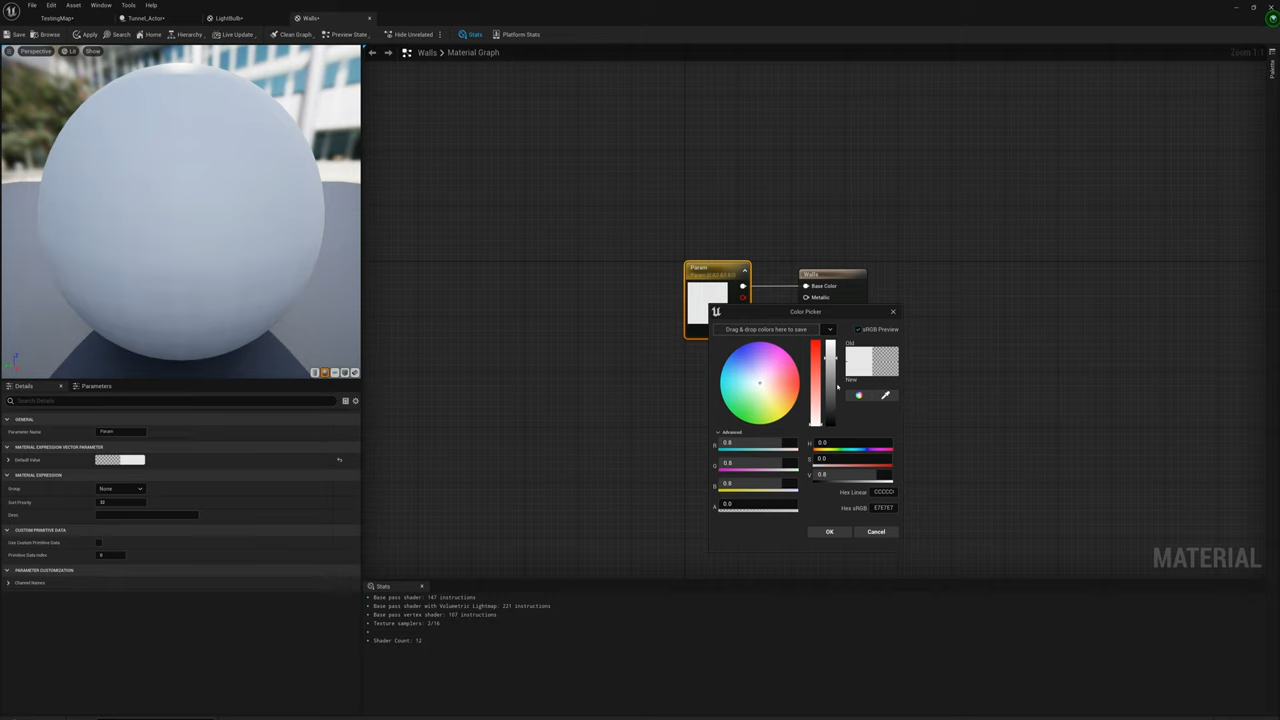 File Edit Asset Window Tools Help
TestingMap• Tunnel_Actor• LightBulb• Walls•
Save Browse Apply Search Home Hierarchy Live Update Clean Graph Preview State Hide Unrelated Stats Platform Stats
Perspective Lit Show
Walls > Material Graph
Zoom 1:1
Palette
Param
Walls
Base Color
Metallic
Color Picker
Drag & drop colors here to save
sRGB Preview
Old
New
Advanced
R 0.8 H 0.0
G 0.8 S 0.0
B 0.8 V 0.8
A 0.0 Hex Linear CCCCC
Hex sRGB E7E7E7
OK Cancel
MATERIAL
Details Parameters
Search Details
GENERAL
Parameter Name Param
MATERIAL EXPRESSION VECTOR PARAMETER
Default Value
MATERIAL EXPRESSION
Group None
Sort Priority 32
Desc
CUSTOM PRIMITIVE DATA
Use Custom Primitive Data
Primitive Data Index 0
PARAMETER CUSTOMIZATION
Channel Names
Stats
• Base pass shader: 147 instructions
• Base pass shader with Volumetric Lightmap: 221 instructions
• Base pass vertex shader: 107 instructions
• Texture samplers: 2/16
•
• Shader Count: 12